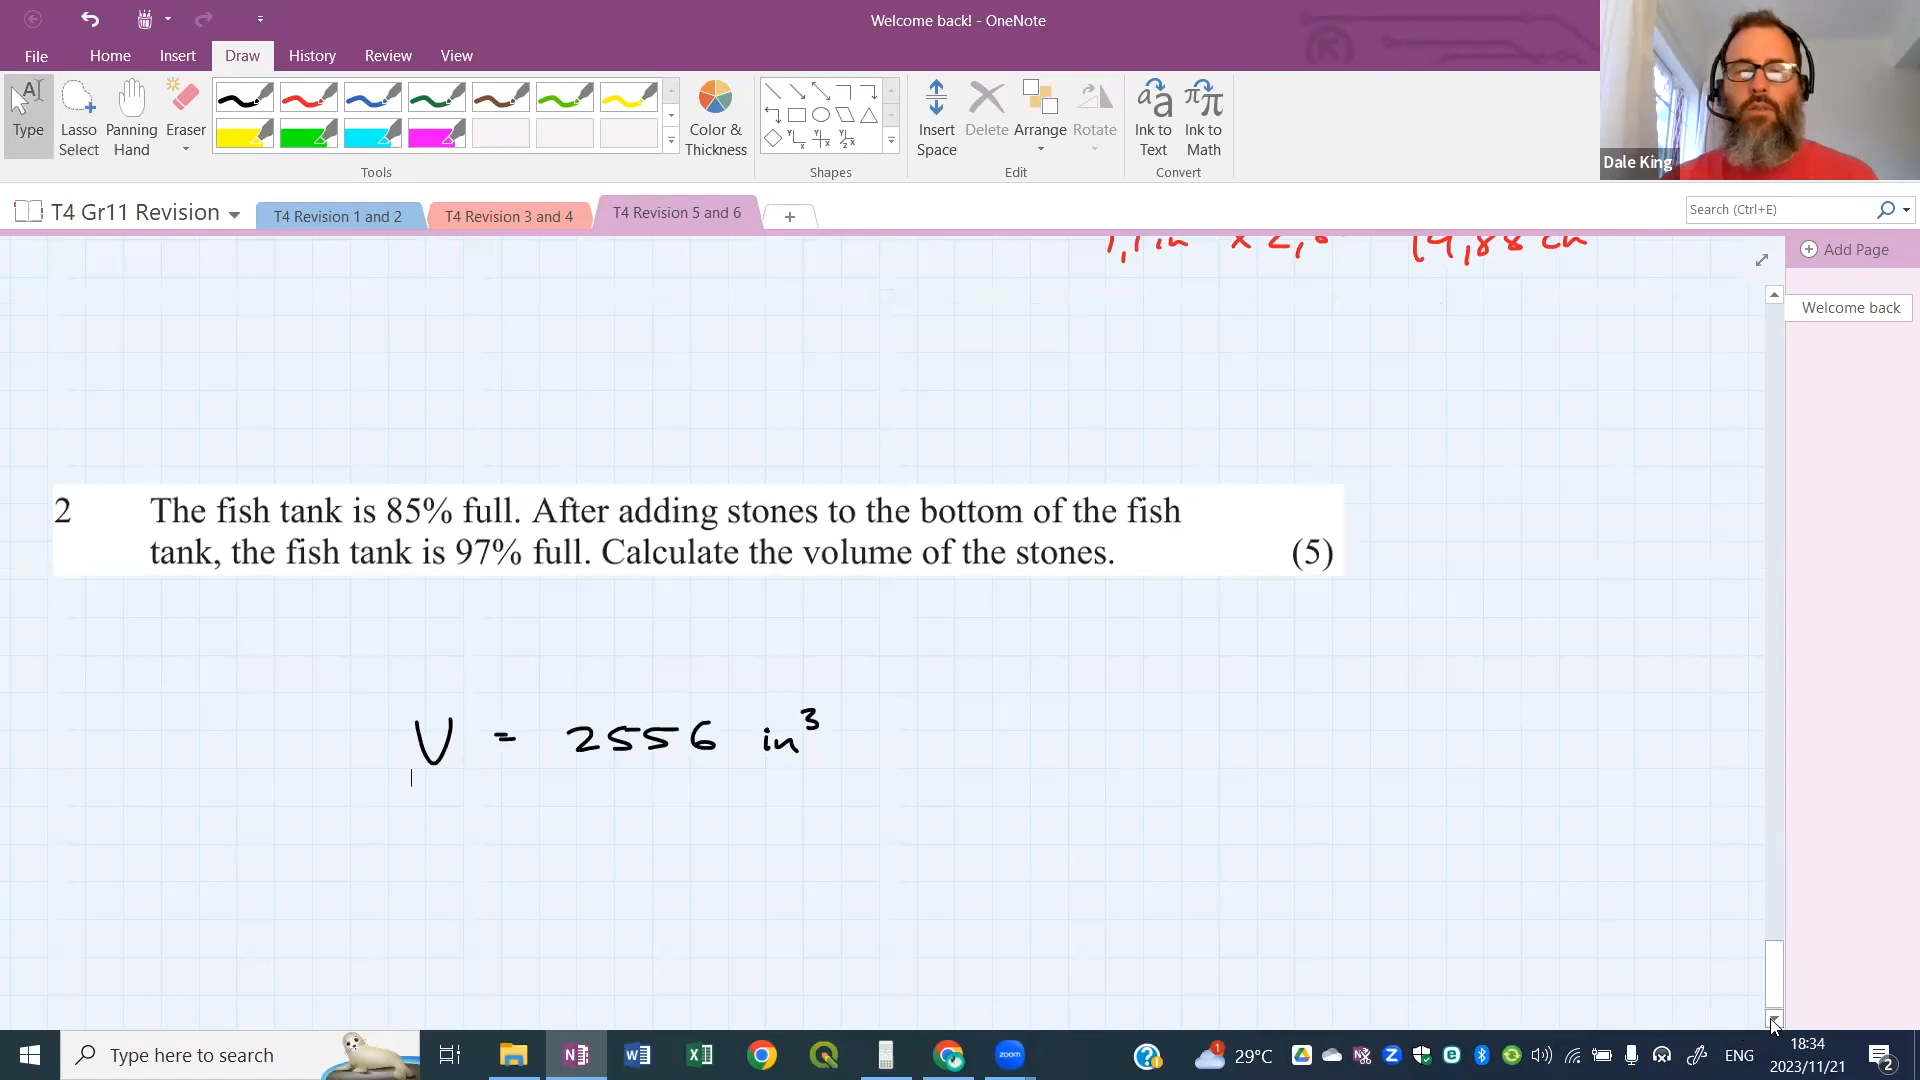 Welcome back! - OneNote
File
Home
Insert
Draw
History
Review
View
Type
Lasso Select
Panning Hand
Eraser
Color & Thickness
Insert Space
Delete
Arrange
Rotate
Ink to Text
Ink to Math
Tools
Shapes
Edit
Convert
Dale King
T4 Gr11 Revision
T4 Revision 1 and 2
T4 Revision 3 and 4
T4 Revision 5 and 6
Search (Ctrl+E)
Add Page
Welcome back
2 The fish tank is 85% full. After adding stones to the bottom of the fish
tank, the fish tank is 97% full. Calculate the volume of the stones. (5)
V = 2556 in³
Type here to search
29°C
ENG
18:34
2023/11/21
2